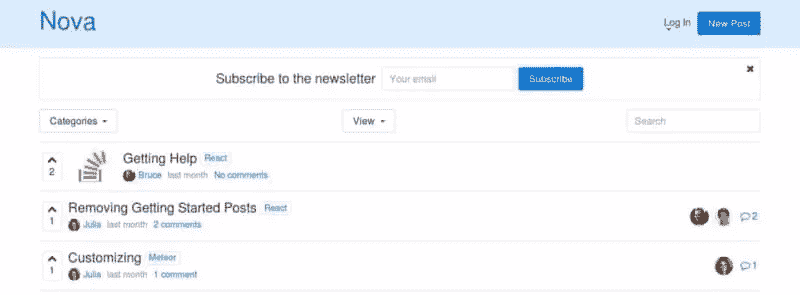 Nova
Log In New Post
Subscribe to the newsletter Your email Subscribe
Categories View Search
Getting Help React
2
Bruce last month No comments
Removing Getting Started Posts React
1
Julia last month 2 comments
2
Customizing Meteor
1
Julia last month 1 comment
1